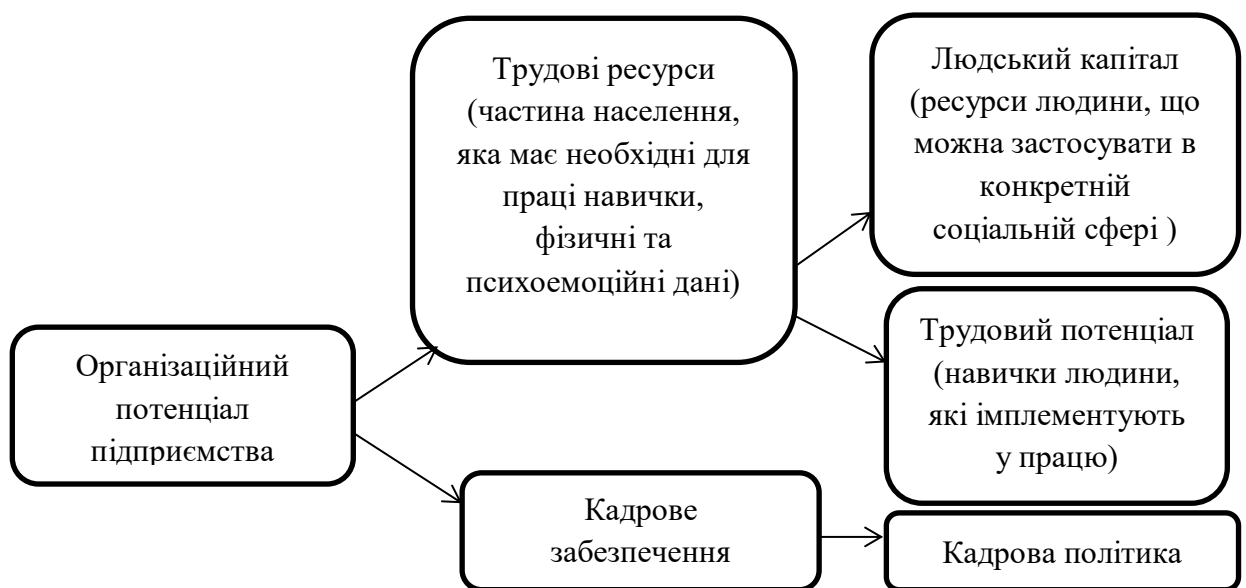 Організаційний
потенціал
підприємства
Трудові ресурси
(частина населення,
яка має необхідні для
праці навички,
фізичні та
психоемоційні дані)
Людський капітал
(ресурси людини, що
можна застосувати в
конкретній
соціальній сфері )
Трудовий потенціал
(навички людини,
які імплементують
у працю)
Кадрове
забезпечення
Кадрова політика